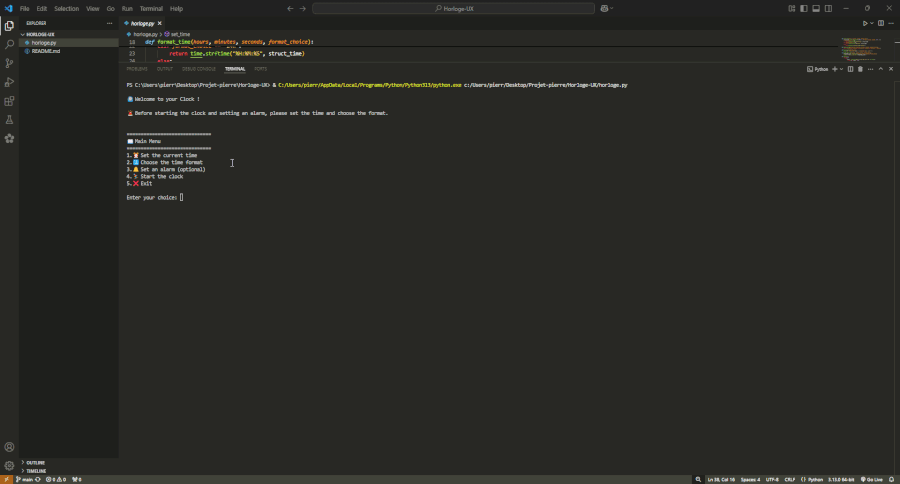 File Edit Selection View Go Run Terminal Help
Horloge-UX
EXPLORER
HORLOGE-UX
horloge.py
README.md
OUTLINE
TIMELINE
horloge.py
horloge.py > set_time
18 def format_time(hours, minutes, seconds, format_choice):
23 return time.strftime("%H:%M:%S", struct_time)
24 else:
PROBLEMS OUTPUT DEBUG CONSOLE TERMINAL PORTS
Python
PS C:\Users\pierr\Desktop\Projet-pierre\Horloge-UX> & C:/Users/pierr/AppData/Local/Programs/Python/Python313/python.exe c:/Users/pierr/Desktop/Projet-pierre/Horloge-UX/horloge.py
Welcome to your Clock !
Before starting the clock and setting an alarm, please set the time and choose the format.
==============================
Main Menu
==============================
1. Set the current time
2. Choose the time format
3. Set an alarm (optional)
4. Start the clock
5. Exit
Enter your choice:
main 0 0 0 Ln 38, Col 16 Spaces: 4 UTF-8 CRLF Python 3.13.0 64-bit Go Live